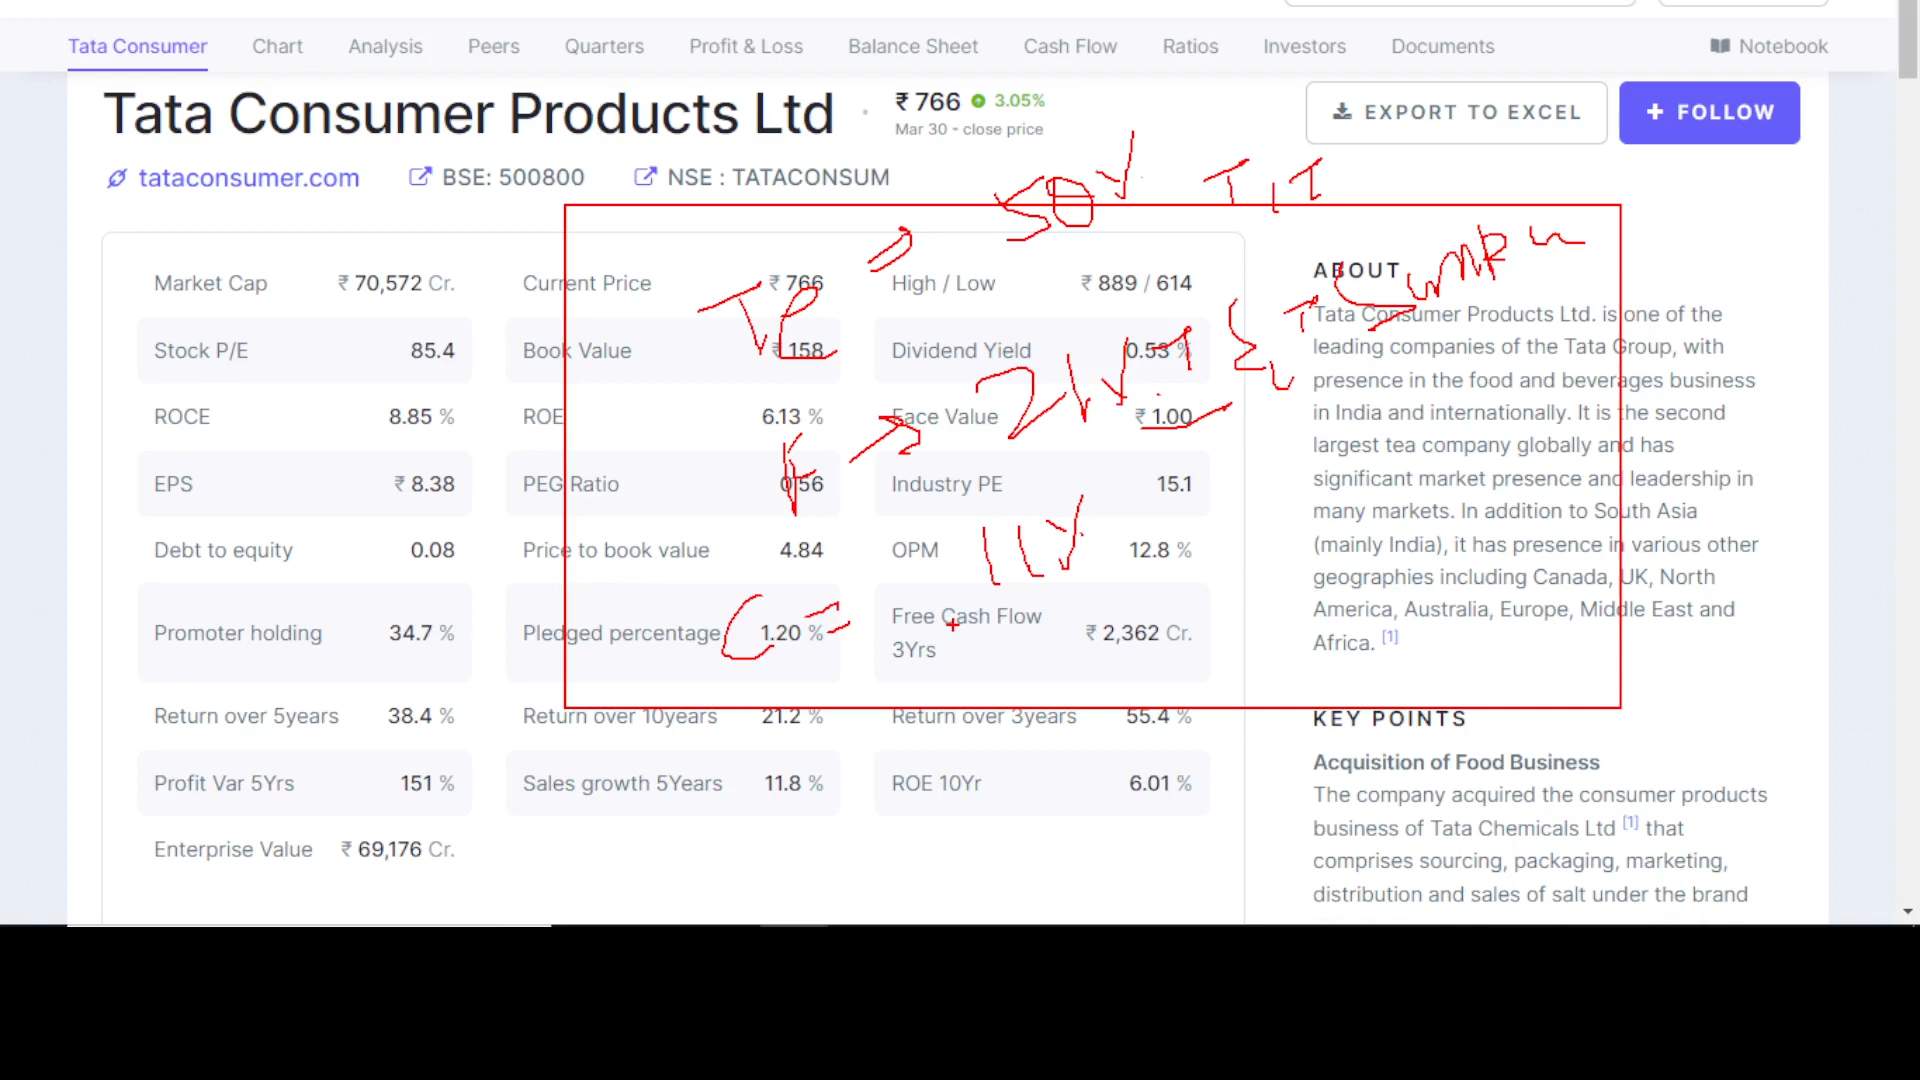 Tata Consumer Chart Analysis Peers Quarters Profit & Loss Balance Sheet Cash Flow Ratios Investors Documents Notebook
Tata Consumer Products Ltd · ₹ 766 3.05%
Mar 30 - close price
EXPORT TO EXCEL
+ FOLLOW
tataconsumer.com BSE: 500800 NSE : TATACONSUM
Market Cap ₹ 70,572 Cr. Current Price ₹ 766 High / Low ₹ 889 / 614
Stock P/E 85.4 Book Value ₹ 158 Dividend Yield 0.53 %
ROCE 8.85 % ROE 6.13 % Face Value ₹ 1.00
EPS ₹ 8.38 PEG Ratio 0.56 Industry PE 15.1
Debt to equity 0.08 Price to book value 4.84 OPM 12.8 %
Promoter holding 34.7 % Pledged percentage 1.20 % Free Cash Flow 3Yrs ₹ 2,362 Cr.
Return over 5years 38.4 % Return over 10years 21.2 % Return over 3years 55.4 %
Profit Var 5Yrs 151 % Sales growth 5Years 11.8 % ROE 10Yr 6.01 %
Enterprise Value ₹ 69,176 Cr.
ABOUT
Tata Consumer Products Ltd. is one of the
leading companies of the Tata Group, with
presence in the food and beverages business
in India and internationally. It is the second
largest tea company globally and has
significant market presence and leadership in
many markets. In addition to South Asia
(mainly India), it has presence in various other
geographies including Canada, UK, North
America, Australia, Europe, Middle East and
Africa. [1]
KEY POINTS
Acquisition of Food Business
The company acquired the consumer products
business of Tata Chemicals Ltd [1] that
comprises sourcing, packaging, marketing,
distribution and sales of salt under the brand